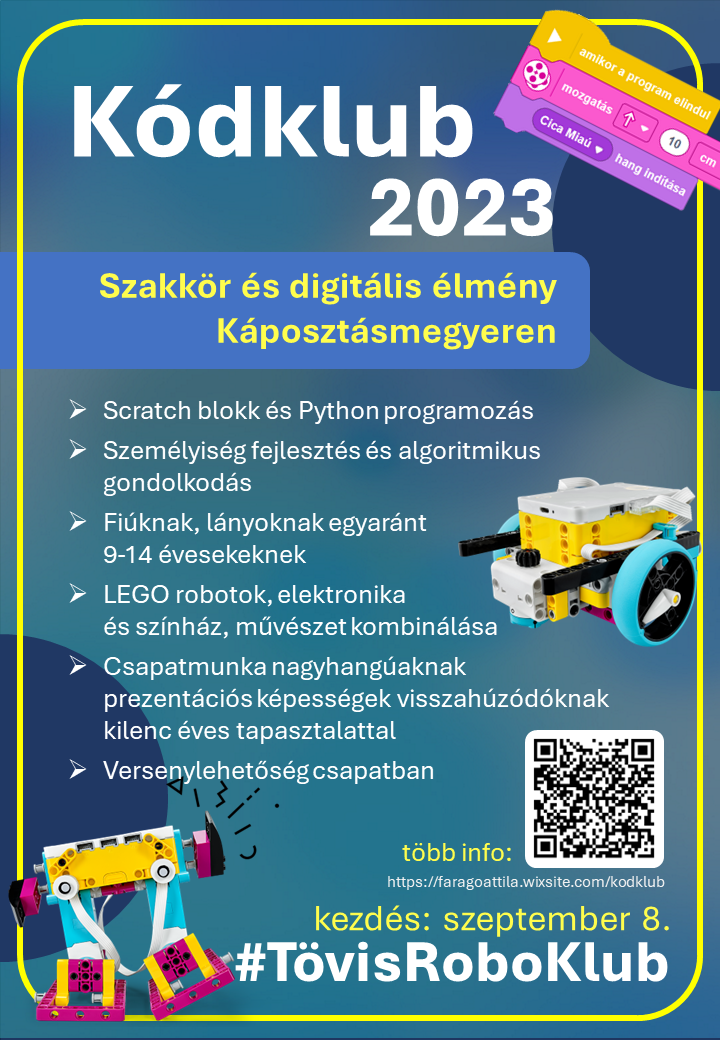 amikor a program elindul
mozgatás 10 cm
Cica Miaú hang indítása
Kódklub
2023
Szakkör és digitális élmény
Káposztásmegyeren
Scratch blokk és Python programozás
Személyiség fejlesztés és algoritmikus
gondolkodás
Fiúknak, lányoknak egyaránt
9-14 évesekeknek
LEGO robotok, elektronika
és színház, művészet kombinálása
Csapatmunka nagyhangúaknak
prezentációs képességek visszahúzódóknak
kilenc éves tapasztalattal
Versenylehetőség csapatban
több info:
https://faragoattila.wixsite.com/kodklub
kezdés: szeptember 8.
#TövisRoboKlub